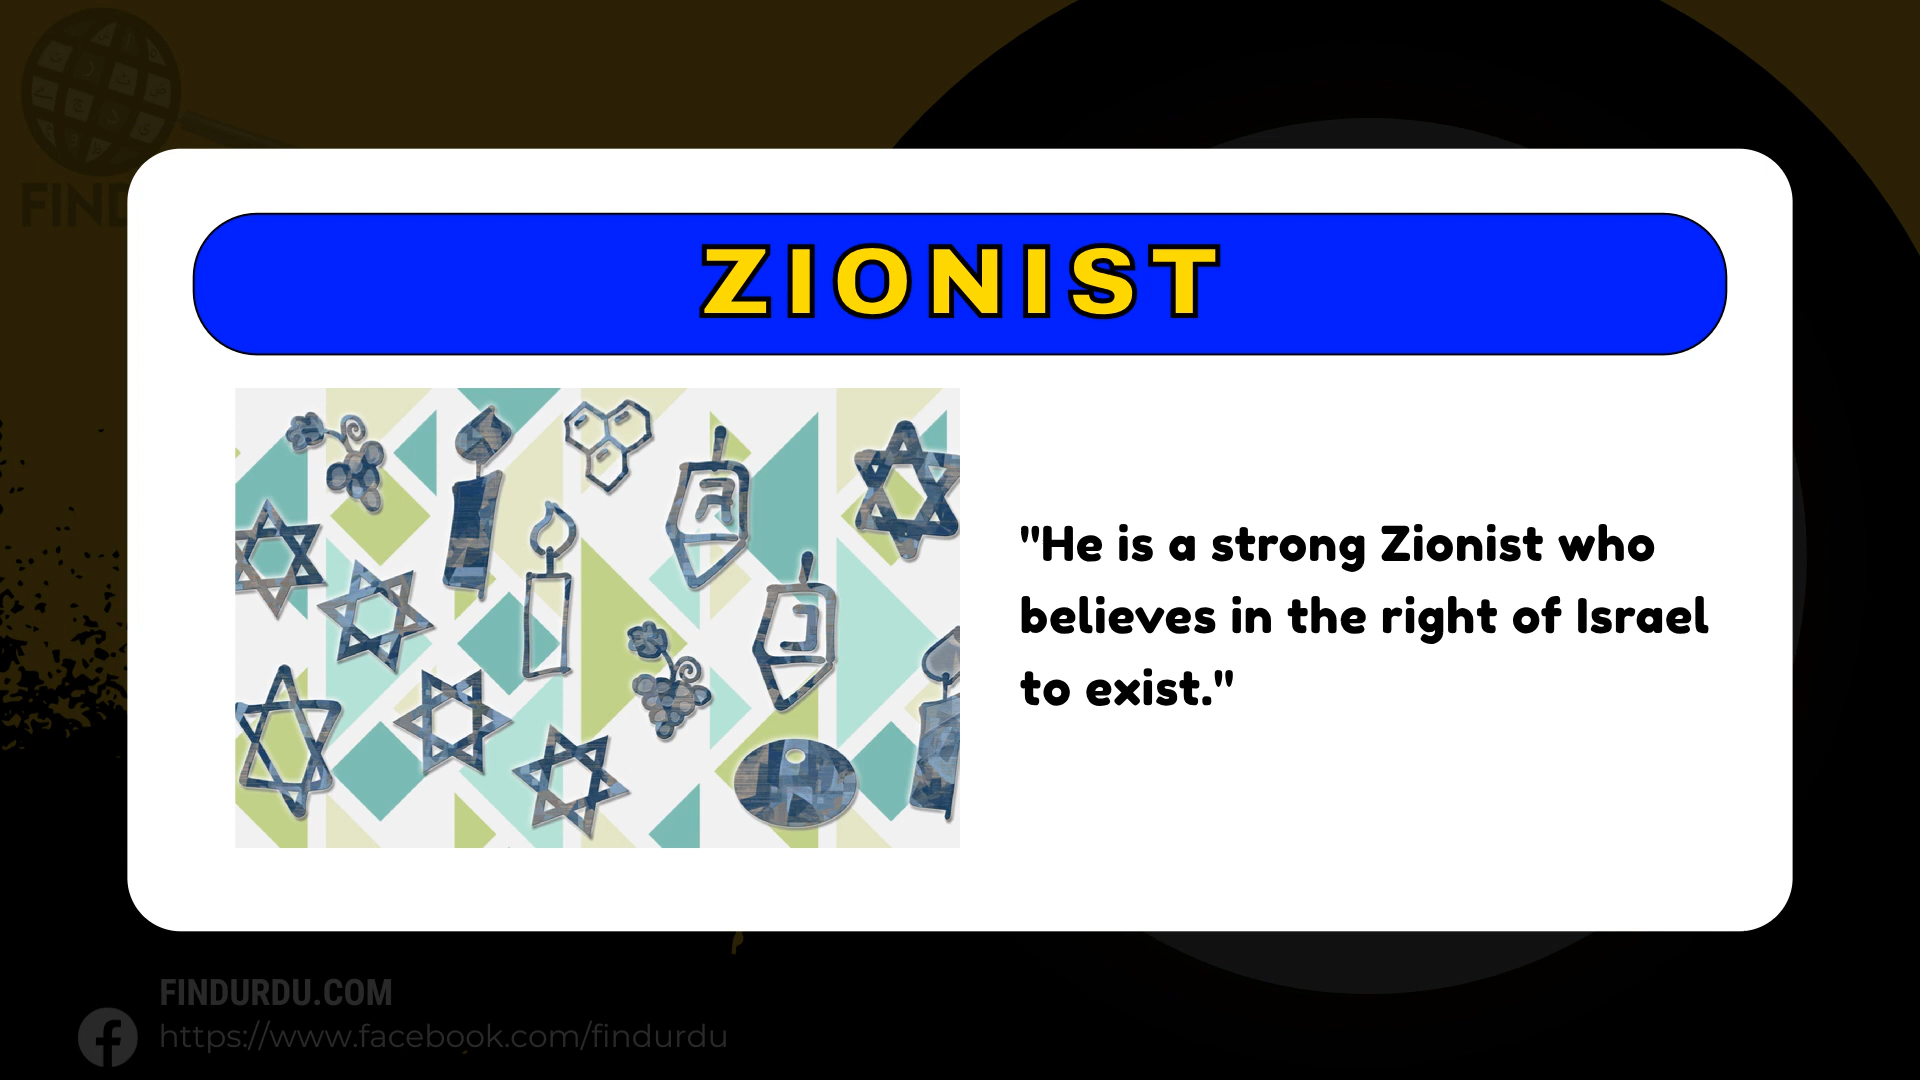 FIND
ZIONIST
ג
נ
"He is a strong Zionist who
believes in the right of Israel
to exist."
FINDURDU.COM
https://www.facebook.com/findurdu